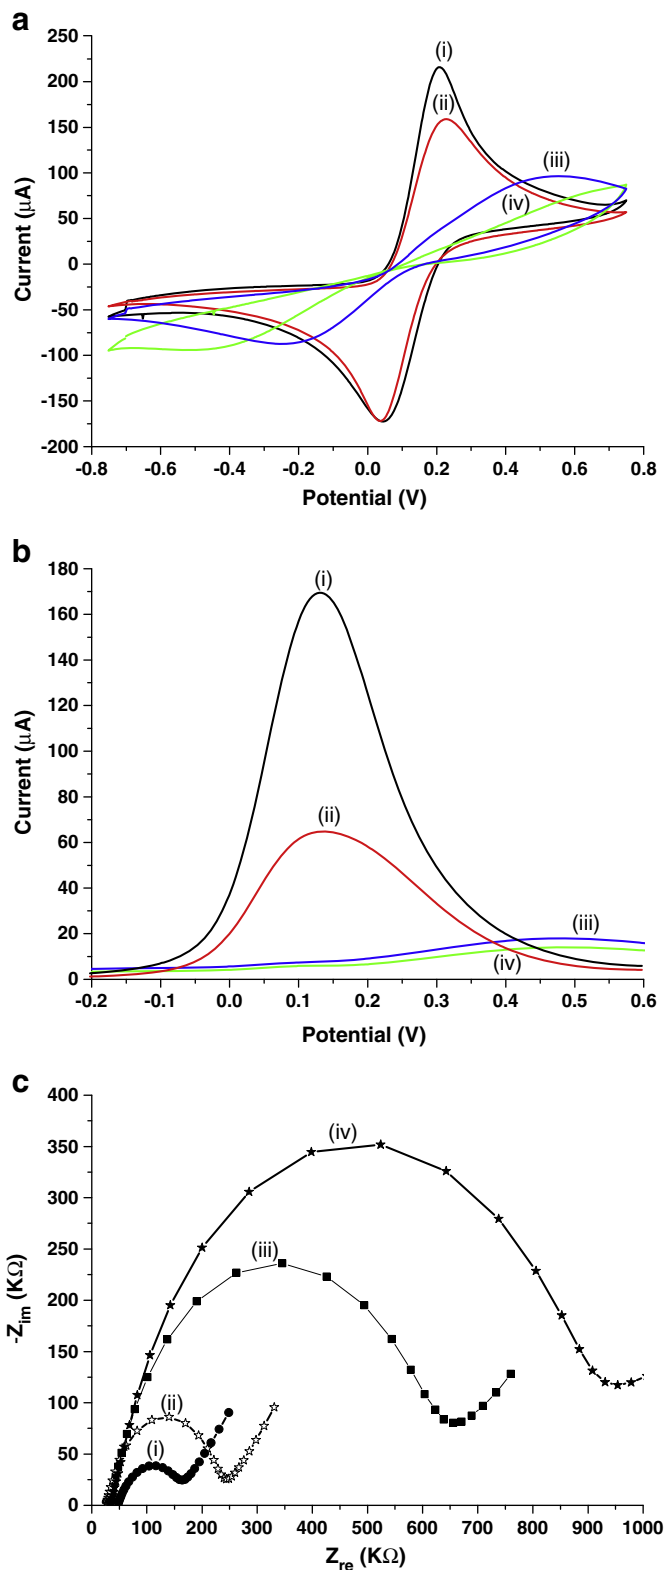 a
250
200
150
100
50
0
-50
-100
-150
-200
Current (μA)
(i)
(ii)
(iii)
(iv)
-0.8 -0.6 -0.4 -0.2 0.0 0.2 0.4 0.6 0.8
Potential (V)
b
180
160
140
120
100
80
60
40
20
0
Current (μA)
(i)
(ii)
(iii)
(iv)
-0.2 -0.1 0.0 0.1 0.2 0.3 0.4 0.5 0.6
Potential (V)
c
400
350
300
250
200
150
100
50
0
-Zim (KΩ)
(iv)
(iii)
(ii)
(i)
0 100 200 300 400 500 600 700 800 900 1000
Zre (KΩ)